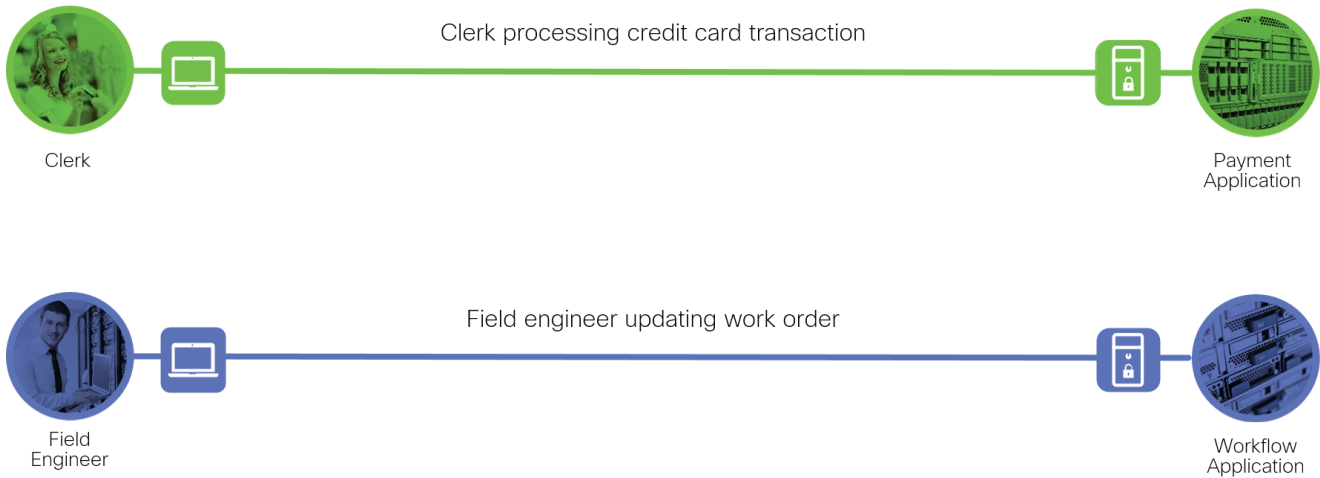 Clerk processing credit card transaction
Clerk
Payment
Application
Field engineer updating work order
Field
Engineer
Workflow
Application